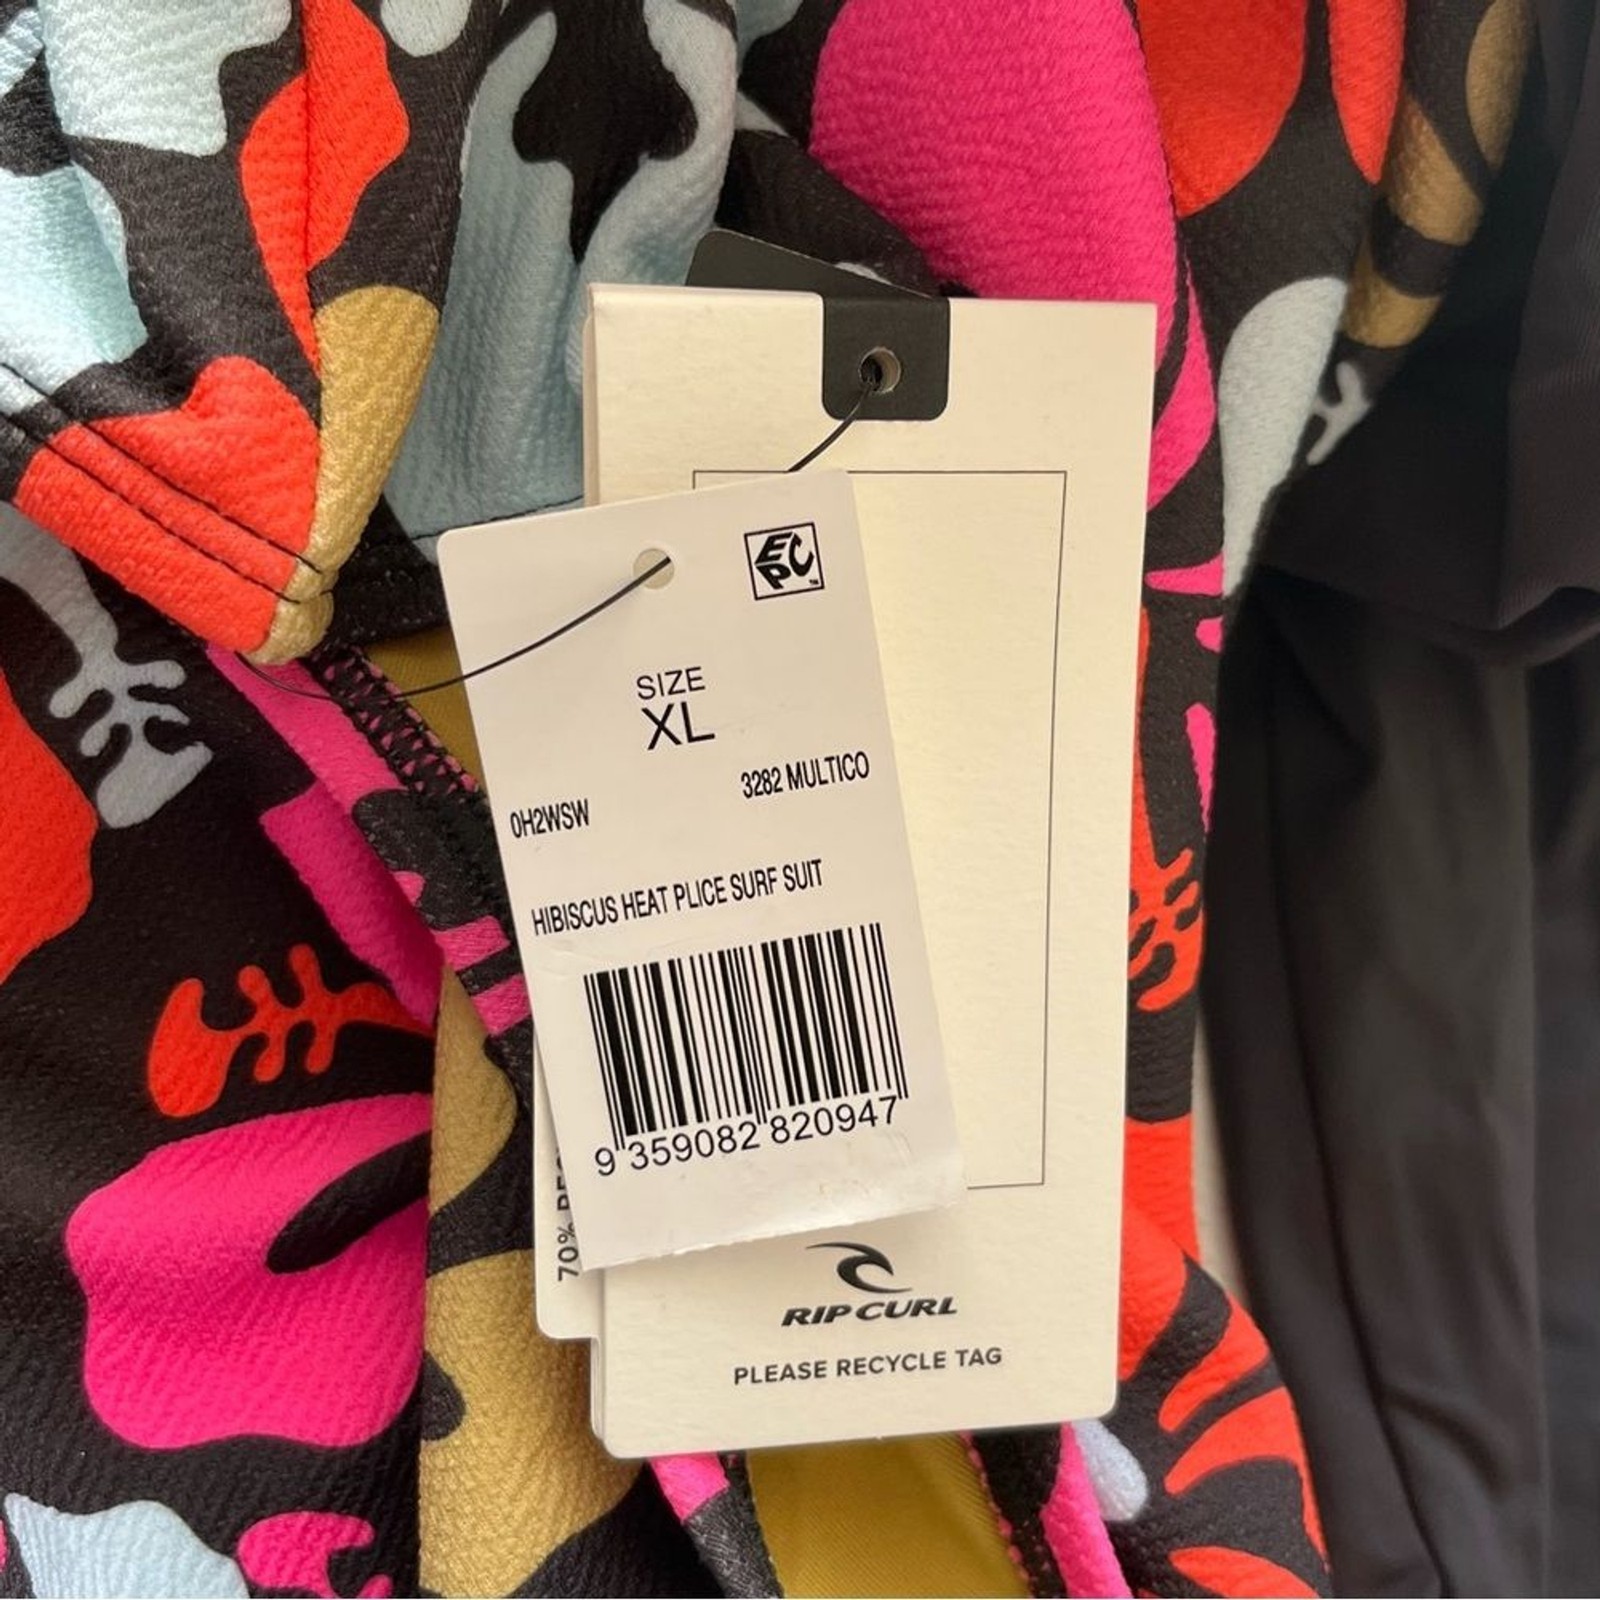 EPC™
SIZE
XL
3282 MULTICO
0H2WSW
HIBISCUS HEAT PLICE SURF SUIT
9 359082 820947
70%
RIP CURL
PLEASE RECYCLE TAG